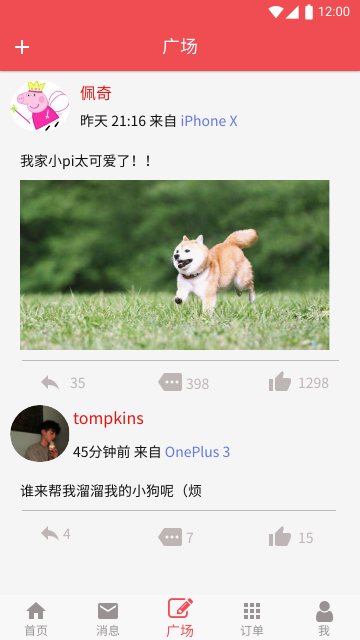 12:00
广场
佩奇
昨天 21:16 来自 iPhone X
我家小pi太可爱了！！
35 398 1298
tompkins
45分钟前 来自 OnePlus 3
谁来帮我溜溜我的小狗呢（烦
4 7 15
首页 消息 广场 订单 我